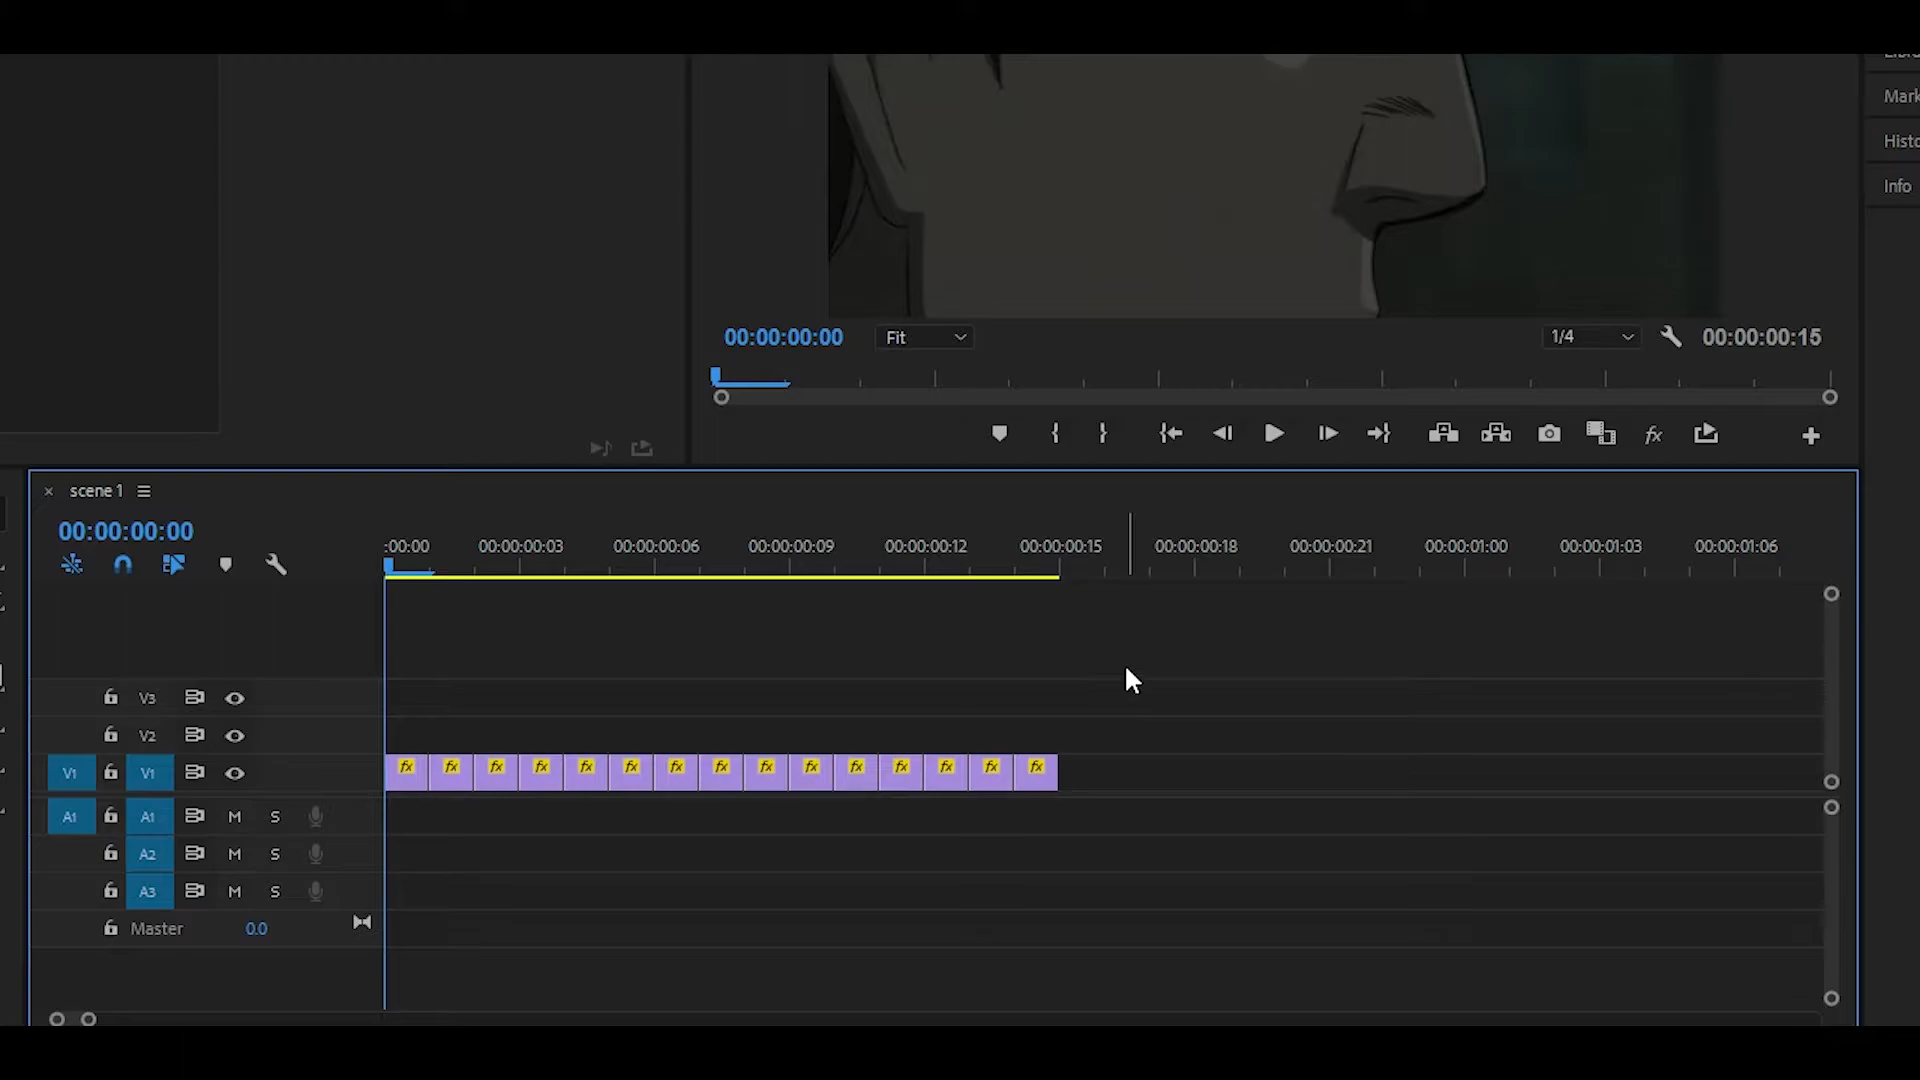 Mark
Histo
Info
00:00:00:00 Fit 1/4 00:00:00:15
fx
scene 1
00:00:00:00
:00:00 00:00:00:03 00:00:00:06 00:00:00:09 00:00:00:12 00:00:00:15 00:00:00:18 00:00:00:21 00:00:01:00 00:00:01:03 00:00:01:06
V3
V2
V1 V1 fx fx fx fx fx fx fx fx fx fx fx fx fx fx fx
A1 A1 M S
A2 M S
A3 M S
Master 0.0